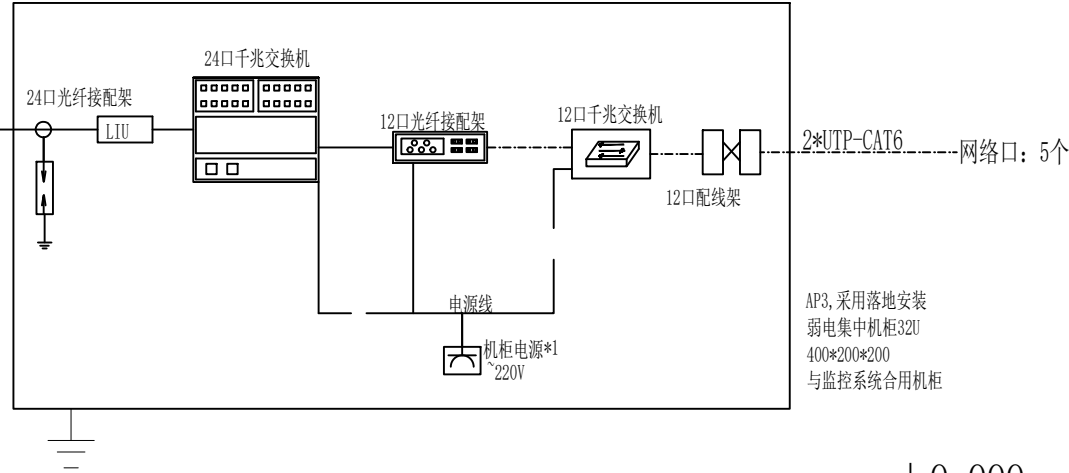 24口千兆交换机
24口光纤接配架
LIU
12口光纤接配架
12口千兆交换机
2*UTP-CAT6
网络口: 5个
12口配线架
电源线
机柜电源*1
~220V
AP3,采用落地安装
弱电集中机柜32U
400*200*200
与监控系统合用机柜